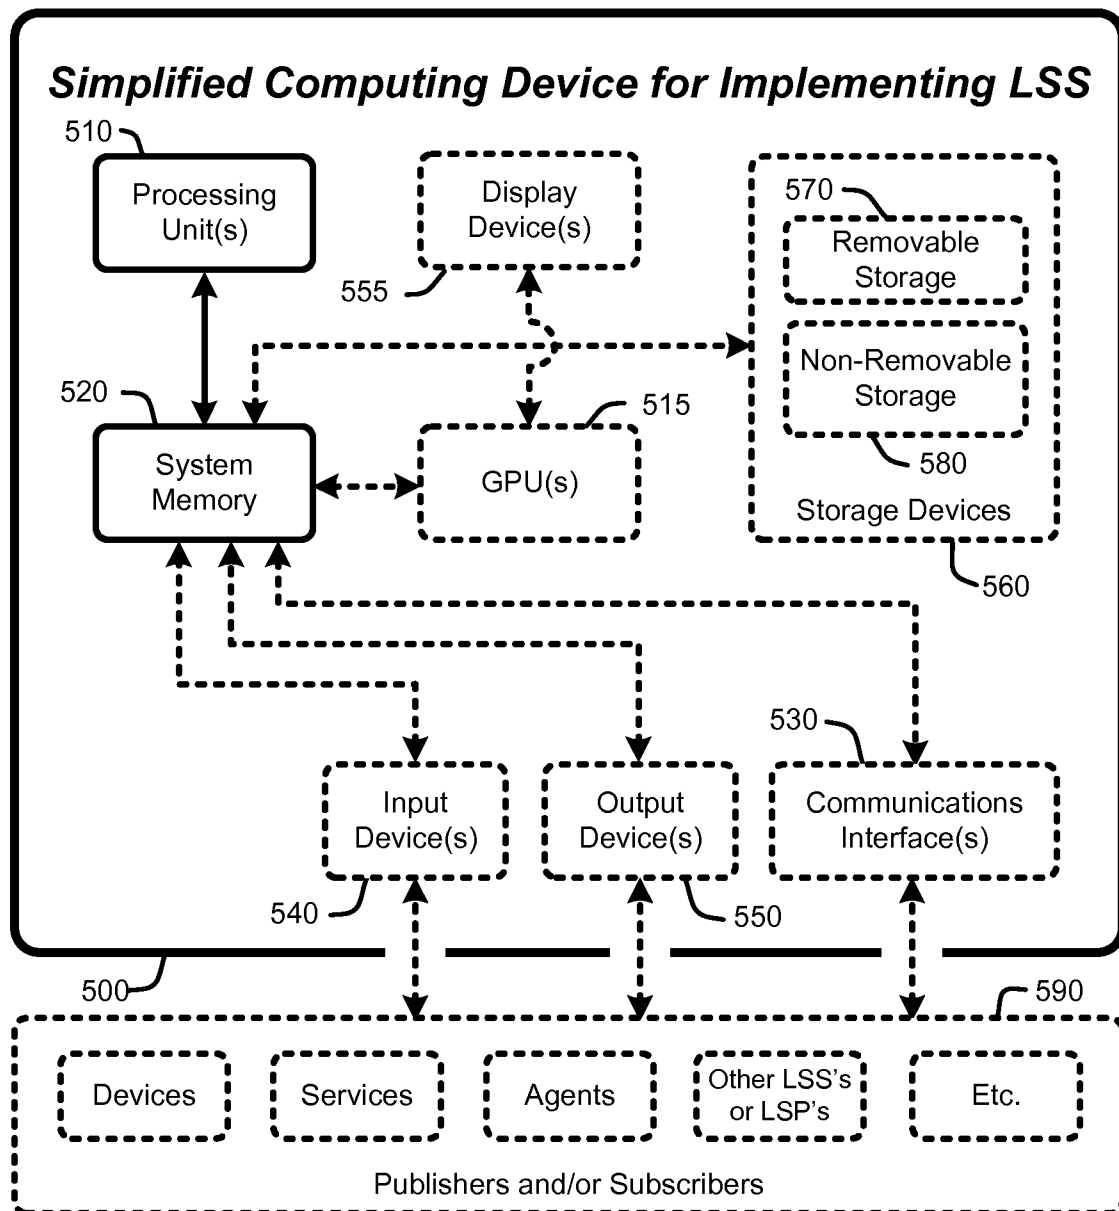 Simplified Computing Device for Implementing LSS
510
Processing
Unit(s)
Display
Device(s)
555
570
Removable
Storage
Non-Removable
Storage
580
Storage Devices
560
520
System
Memory
515
GPU(s)
530
Input
Device(s)
540
Output
Device(s)
550
Communications
Interface(s)
500
590
Devices
Services
Agents
Other LSS's
or LSP's
Etc.
Publishers and/or Subscribers